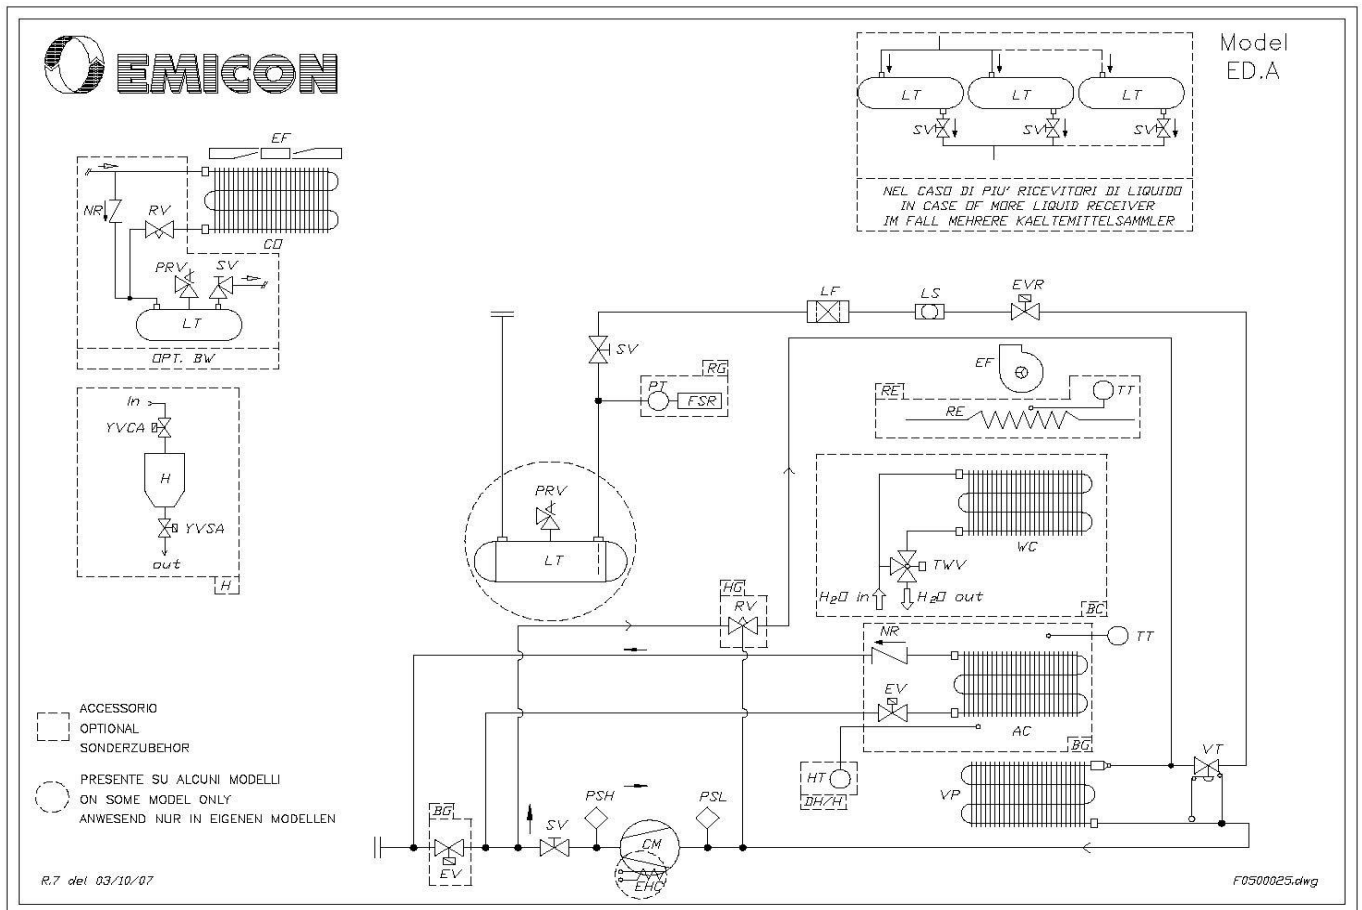 EMICON
Model
ED.A
LT
LT
LT
SV
SV
SV
NEL CASO DI PIU' RICEVITORI DI LIQUIDO
IN CASE OF MORE LIQUID RECEIVER
IM FALL MEHRERE KAELTEMITTELSAMMLER
EF
NR
RV
CO
PRV
SV
LT
OPT. BW
In
YVCA
H
YVSA
out
H
LF
LS
EVR
SV
RG
PT
FSR
EF
RE
TT
RE
PRV
LT
WC
TWV
H2O in
H2O out
BC
HG
RV
NR
TT
EV
AC
BG
HT
DH/H
VT
VP
ACCESSORIO
OPTIONAL
SONDERZUBEHOR
PRESENTE SU ALCUNI MODELLI
ON SOME MODEL ONLY
ANWESEND NUR IN EIGENEN MODELLEN
BG
EV
SV
PSH
CM
EHC
PSL
R.7 del 03/10/07
F0500025.dwg